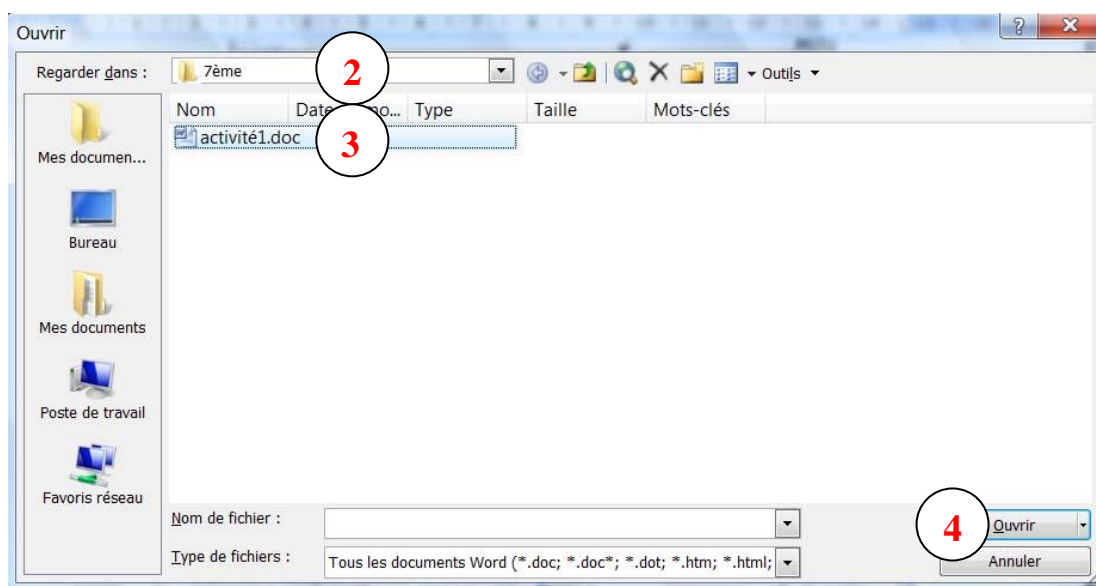 Ouvrir
?
X
Regarder dans :
7ème
2
Outils
Nom
Date
mo...
Type
Taille
Mots-clés
activité1.doc
3
Mes documen...
Bureau
Mes documents
Poste de travail
Favoris réseau
Nom de fichier :
4
Ouvrir
Type de fichiers :
Tous les documents Word (*.doc; *.doc*; *.dot; *.htm; *.html;
Annuler